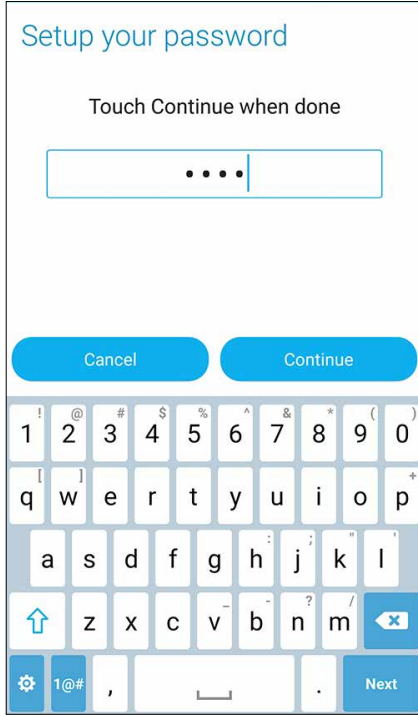 Setup your password
Touch Continue when done
••••
Cancel Continue
! @ # $ % ^ & * ( )
1 2 3 4 5 6 7 8 9 0
[ ] +
q w e r t y u i o p
: ; " '
a s d f g h j k l
_ - ? /
z x c v b n m
1@# , . Next